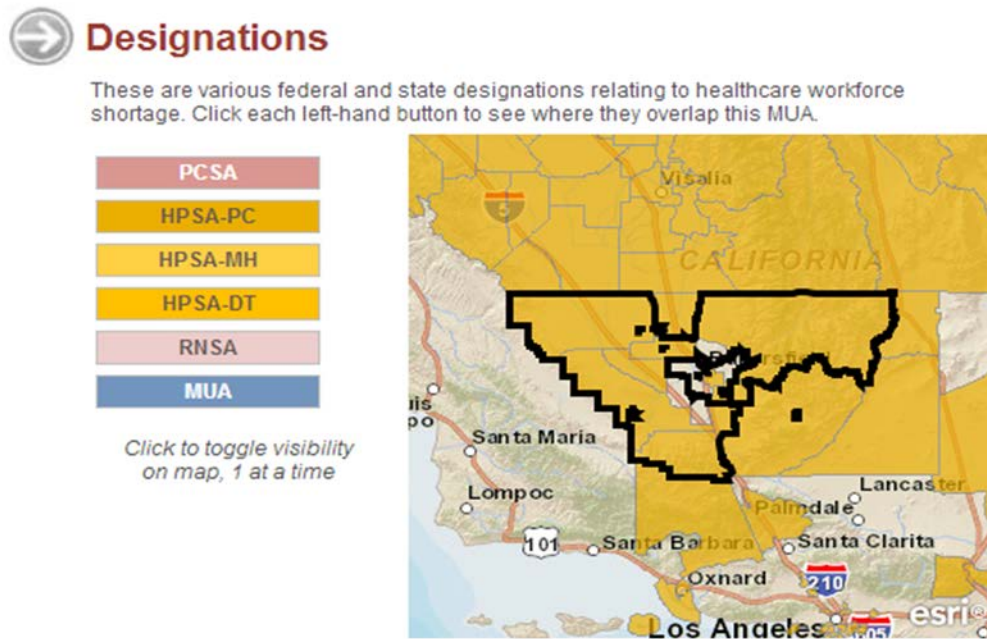 Designations
These are various federal and state designations relating to healthcare workforce
shortage. Click each left-hand button to see where they overlap this MUA.
PCSA
HPSA-PC
HPSA-MH
HPSA-DT
RNSA
MUA
Click to toggle visibility
on map, 1 at a time
Visalia
5
CALIFORNIA
uis
po
Santa Maria
Lompoc
Lancaster
Palmdale
101
Santa Barbara
Santa Clarita
Oxnard
210
Los Angeles
esri